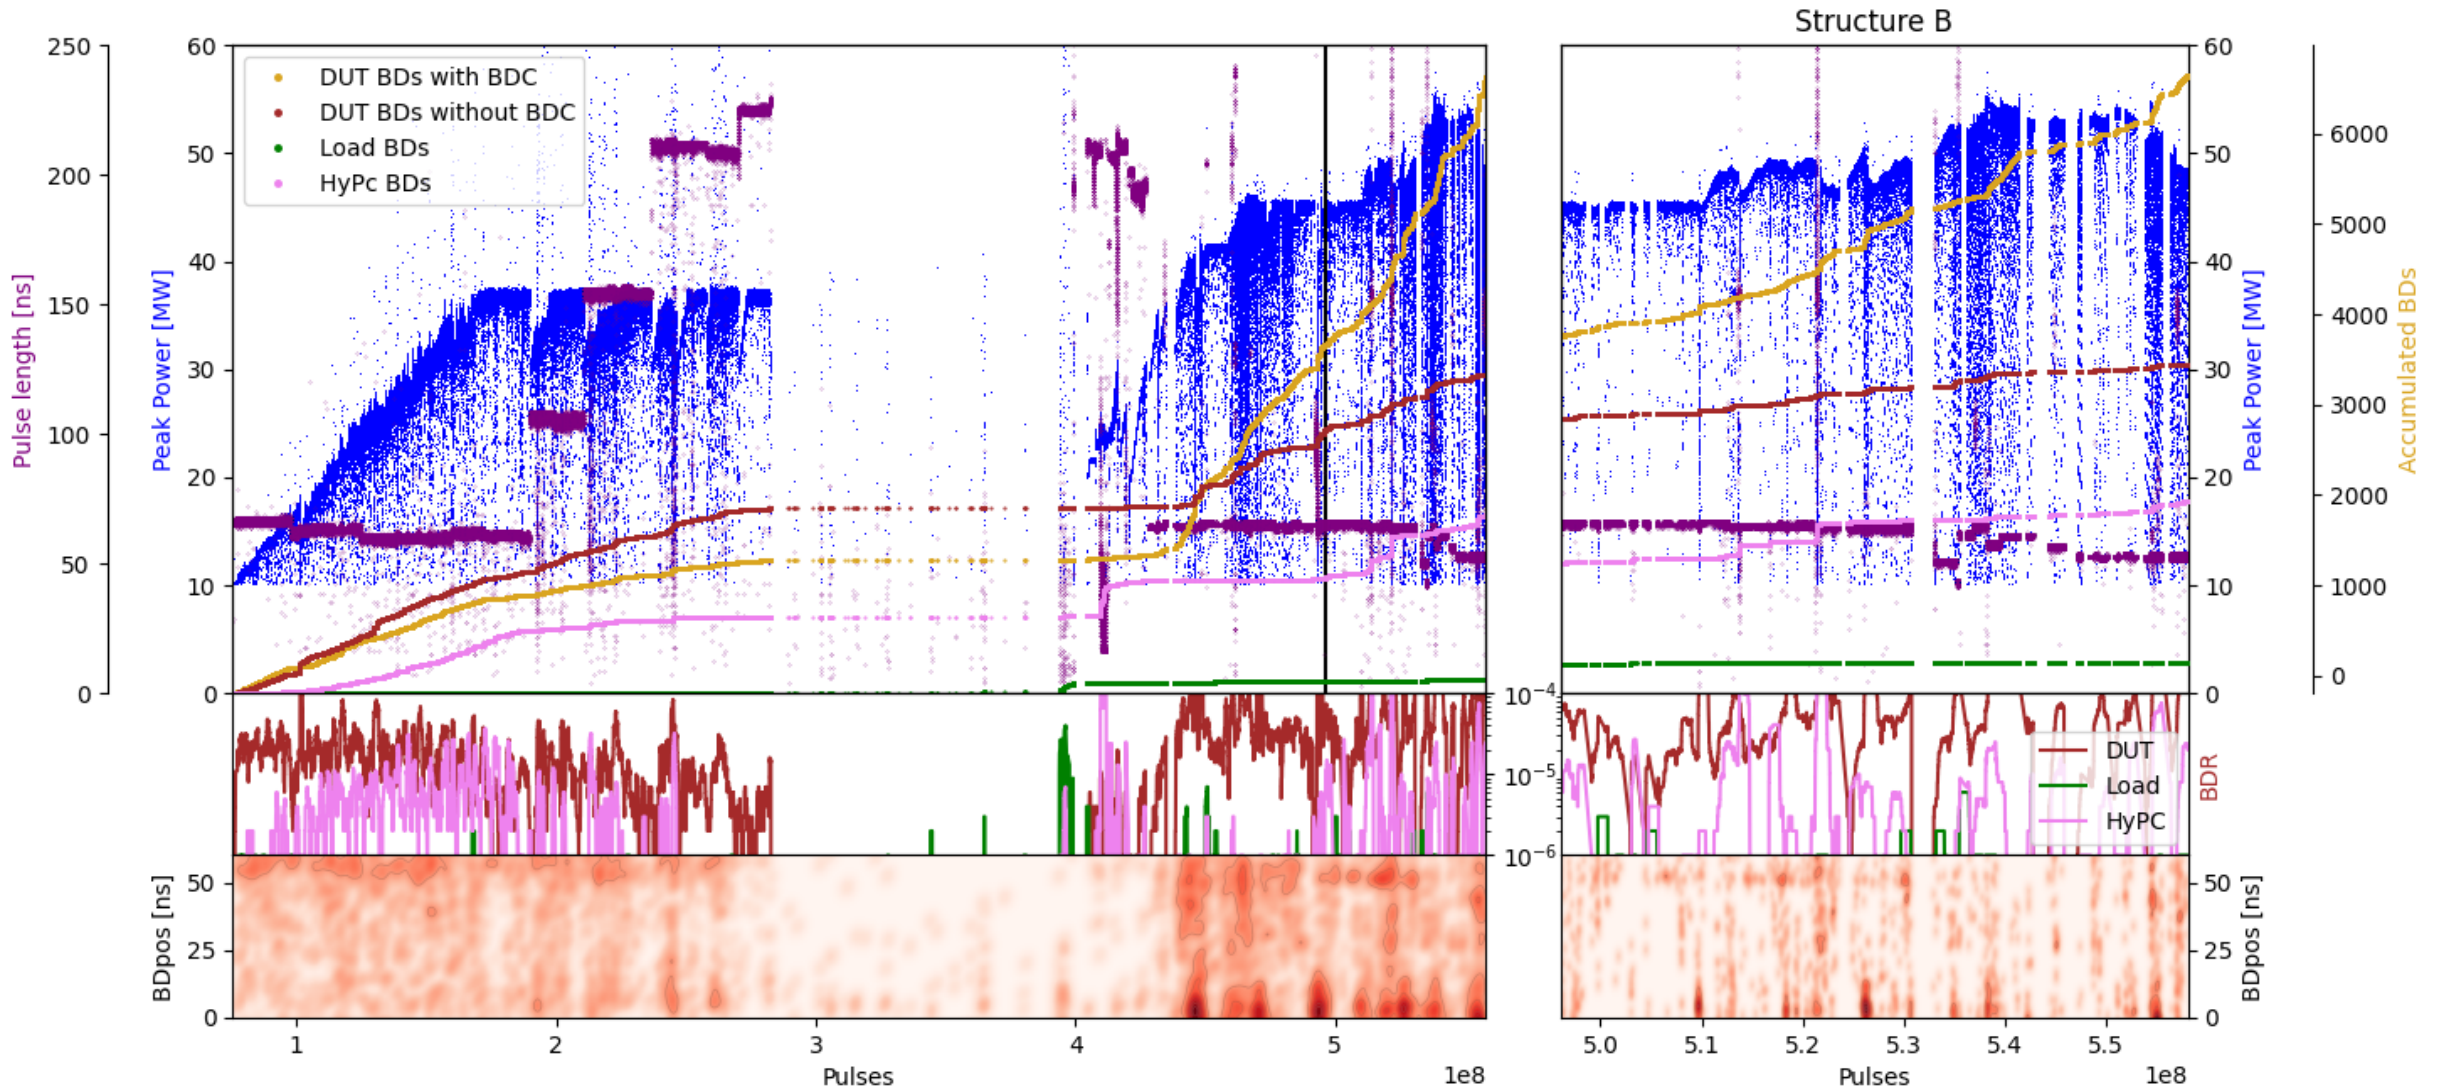 Structure B
250
200
150
100
50
0
Pulse length [ns]
60
50
40
30
20
10
0
Peak Power [MW]
DUT BDs with BDC
DUT BDs without BDC
Load BDs
HyPc BDs
60
50
40
30
20
10
0
Peak Power [MW]
6000
5000
4000
3000
2000
1000
0
Accumulated BDs
10⁻⁴
10⁻⁵
10⁻⁶
DUT
Load
HyPC
BDR
BDpos [ns]
50
25
0
50
25
0
BDpos [ns]
1
2
3
4
5
Pulses
1e8
5.0
5.1
5.2
5.3
5.4
5.5
Pulses
1e8